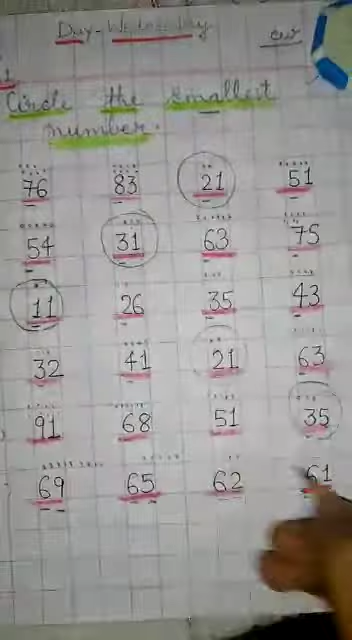 Day - Wednesday
cw
Circle the smallest
number.
76 83 21 51
54 31 63 75
11 26 35 43
32 41 21 63
91 68 51 35
69 65 62 61